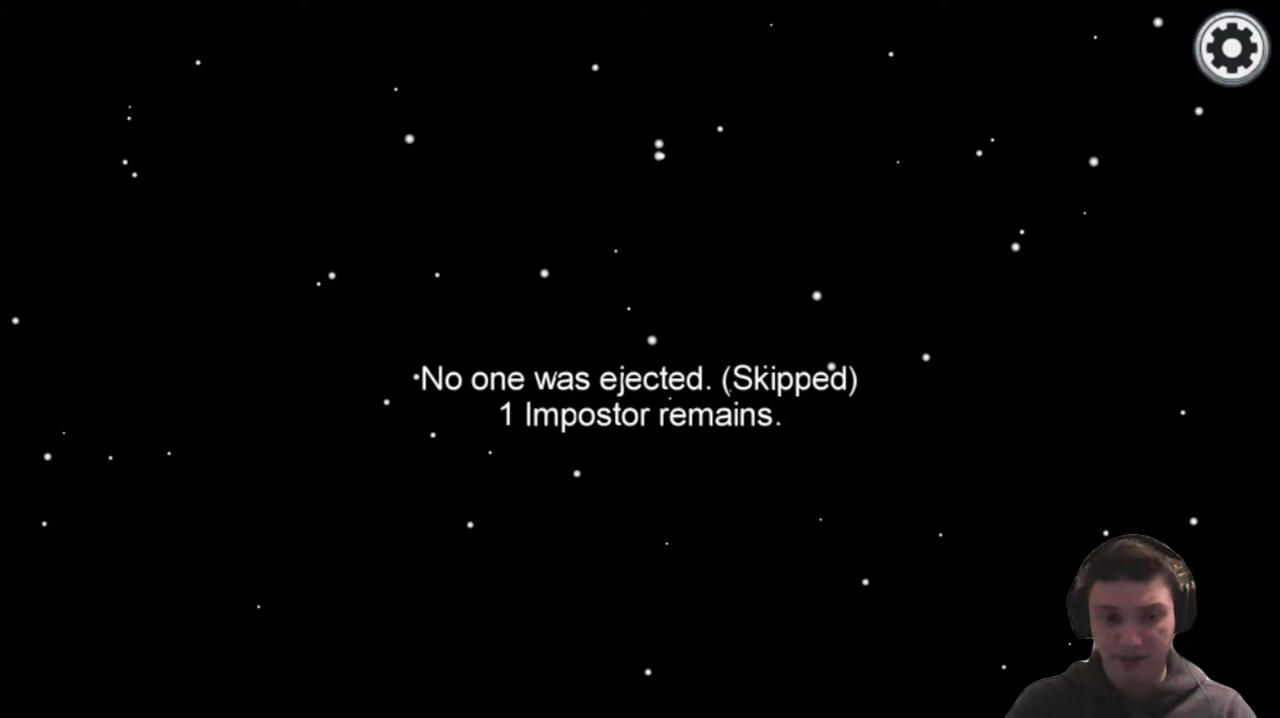 No one was ejected. (Skipped)
1 Impostor remains.